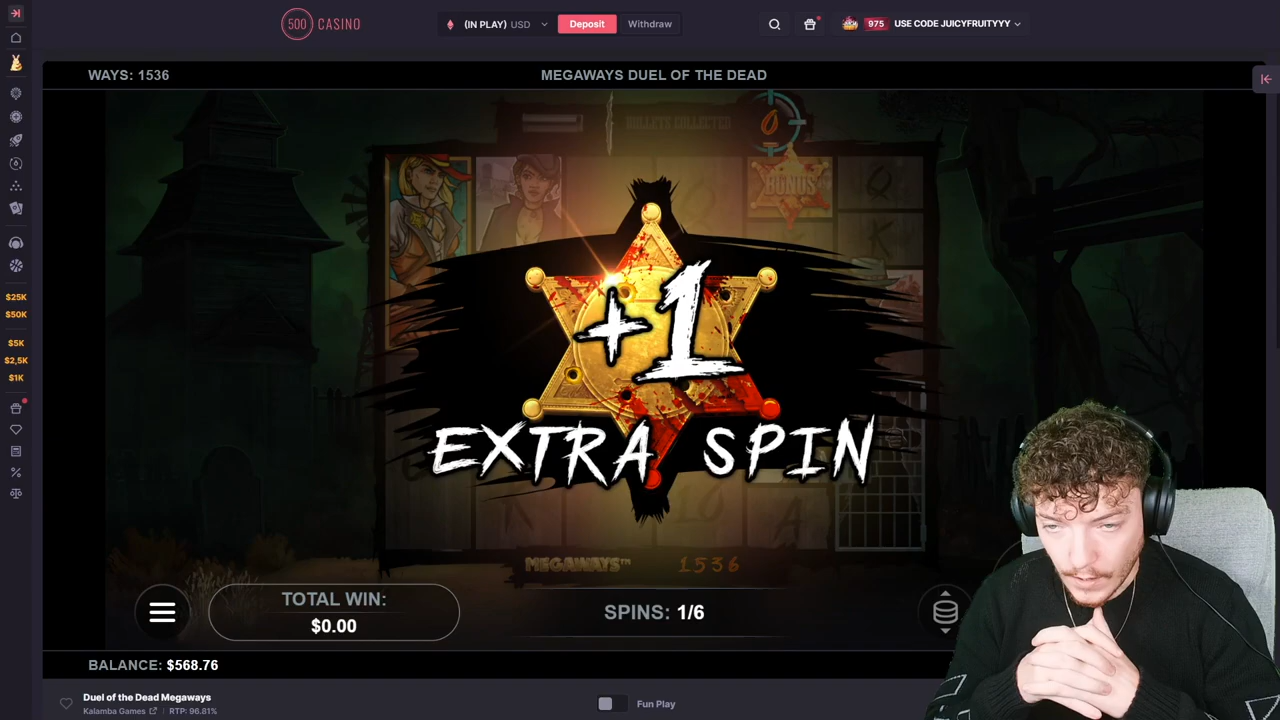 500 CASINO
(IN PLAY) USD
Deposit
Withdraw
975 USE CODE JUICYFRUITYYY
WAYS: 1536
MEGAWAYS DUEL OF THE DEAD
BULLETS COLLECTED
BONUS
Q
Q
K
+1
EXTRA SPIN
$25K
$50K
$5K
$2,5K
$1K
K
10
A
MEGAWAYS™ 1536
TOTAL WIN:
$0.00
SPINS: 1/6
BALANCE: $568.76
Duel of the Dead Megaways
Kalamba Games | RTP: 96.81%
Fun Play